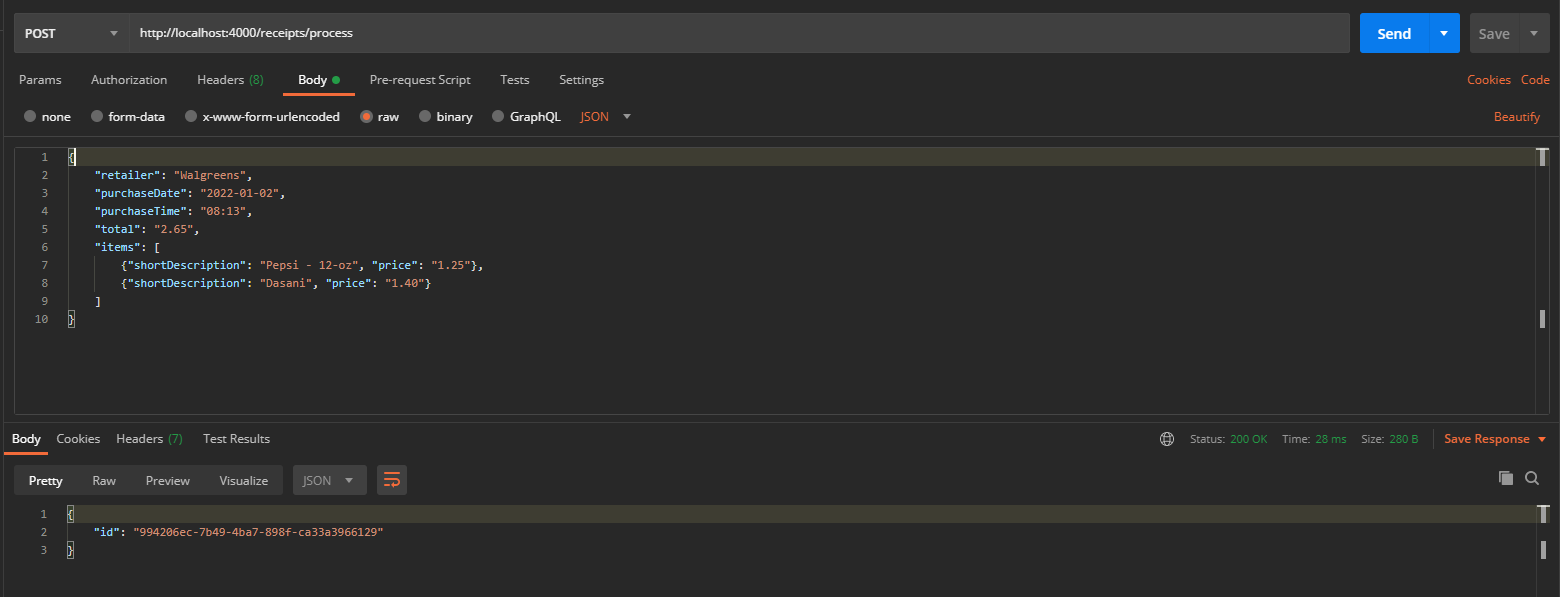 POST http://localhost:4000/receipts/process Send Save
Params Authorization Headers (8) Body Pre-request Script Tests Settings Cookies Code
none form-data x-www-form-urlencoded raw binary GraphQL JSON Beautify
1 {
2 "retailer": "Walgreens",
3 "purchaseDate": "2022-01-02",
4 "purchaseTime": "08:13",
5 "total": "2.65",
6 "items": [
7 {"shortDescription": "Pepsi - 12-oz", "price": "1.25"},
8 {"shortDescription": "Dasani", "price": "1.40"}
9 ]
10 }
Body Cookies Headers (7) Test Results Status: 200 OK Time: 28 ms Size: 280 B Save Response
Pretty Raw Preview Visualize JSON
1 {
2 "id": "994206ec-7b49-4ba7-898f-ca33a3966129"
3 }